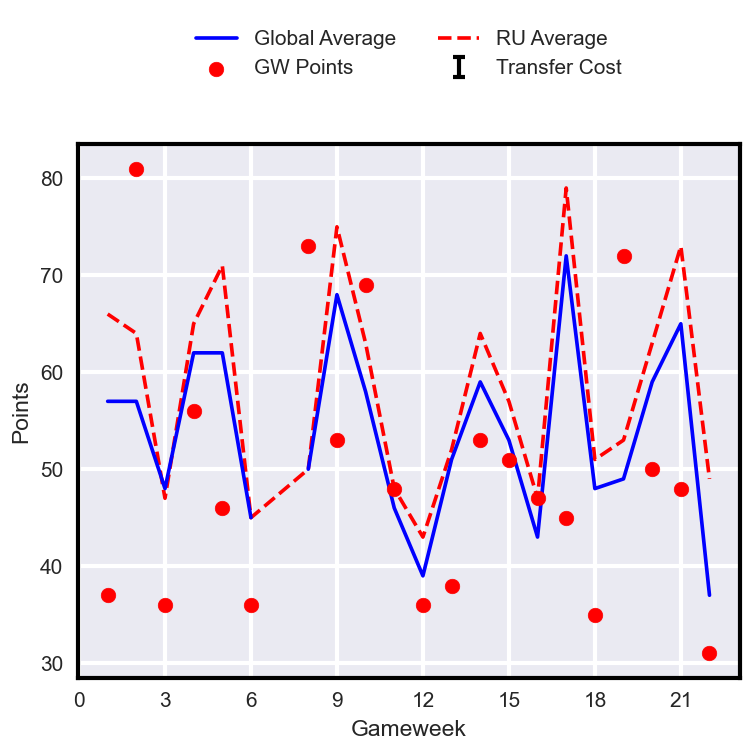 Global Average
RU Average
GW Points
Transfer Cost
80
70
60
50
40
30
Points
0 3 6 9 12 15 18 21
Gameweek